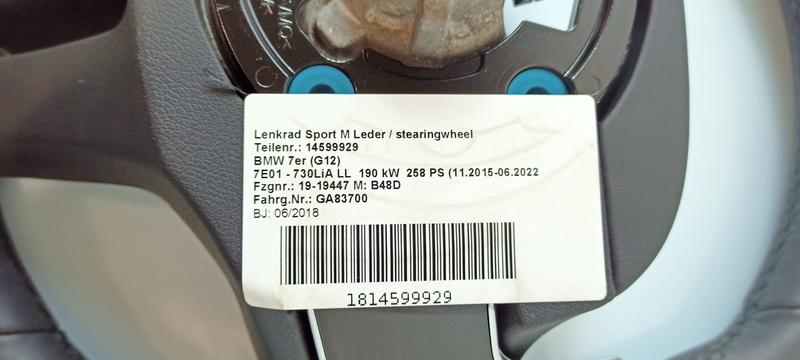 Lenkrad Sport M Leder / stearingwheel
Teilenr.: 14599929
BMW 7er (G12)
7E01 - 730LiA LL 190 kW 258 PS (11.2015-06.2022
Fzgnr.: 19-19447 M: B48D
Fahrg.Nr.: GA83700
BJ: 06/2018
1814599929